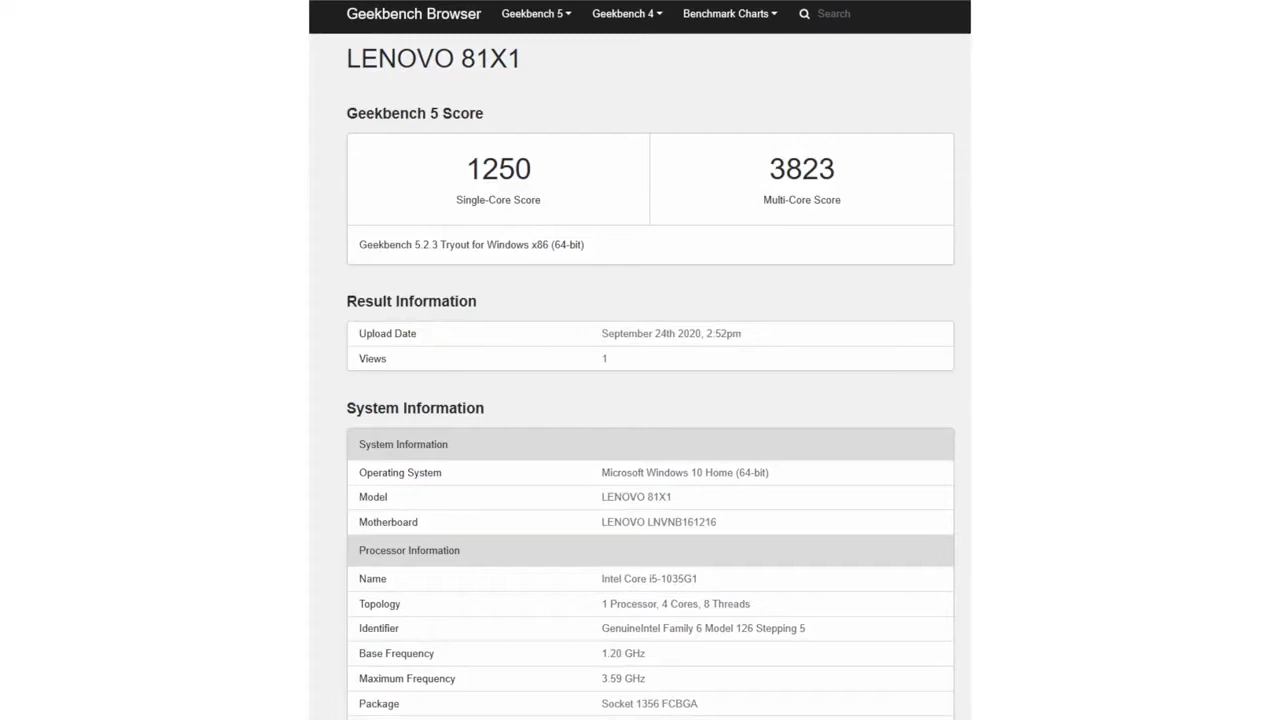 Geekbench Browser Geekbench 5 Geekbench 4 Benchmark Charts Search
LENOVO 81X1
Geekbench 5 Score
1250 3823
Single-Core Score Multi-Core Score
Geekbench 5.2.3 Tryout for Windows x86 (64-bit)
Result Information
Upload Date September 24th 2020, 2:52pm
Views 1
System Information
System Information
Operating System Microsoft Windows 10 Home (64-bit)
Model LENOVO 81X1
Motherboard LENOVO LNVNB161216
Processor Information
Name Intel Core i5-1035G1
Topology 1 Processor, 4 Cores, 8 Threads
Identifier GenuineIntel Family 6 Model 126 Stepping 5
Base Frequency 1.20 GHz
Maximum Frequency 3.59 GHz
Package Socket 1356 FCBGA